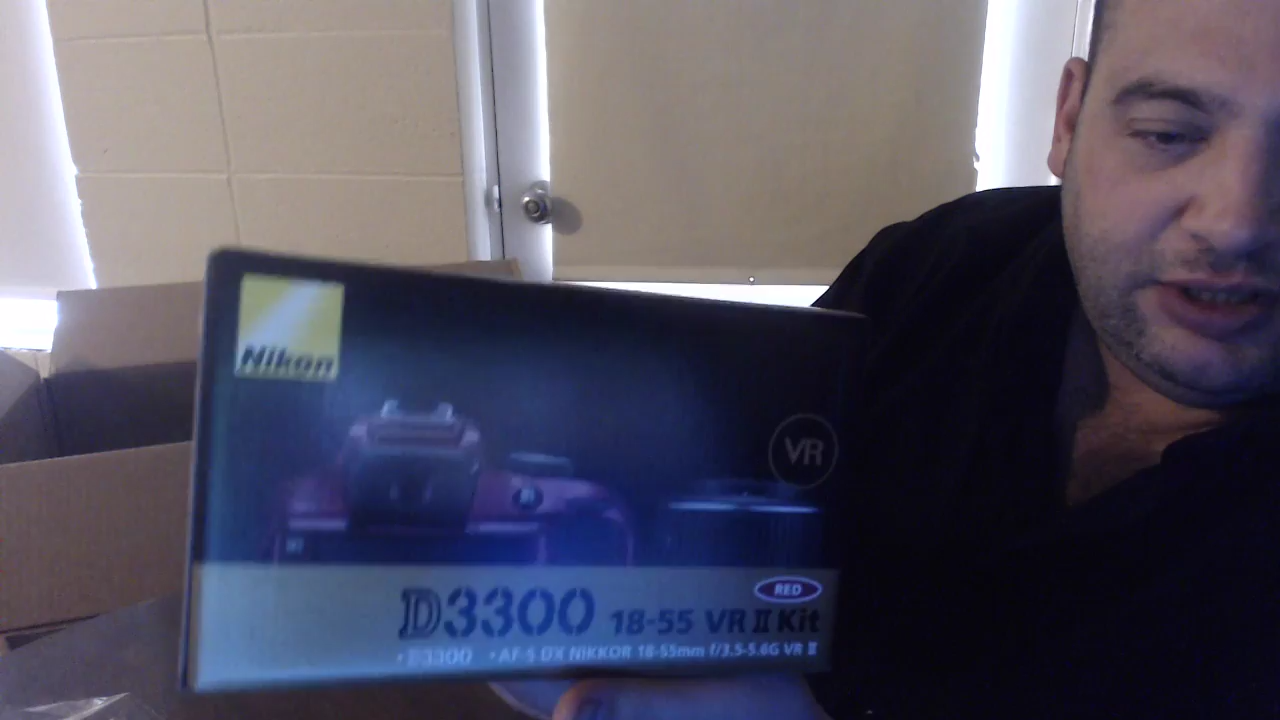 Nikon
VR
RED
D3300 18-55 VR II Kit
• D3300 • AF-S DX NIKKOR 18-55mm f/3.5-5.6G VR II